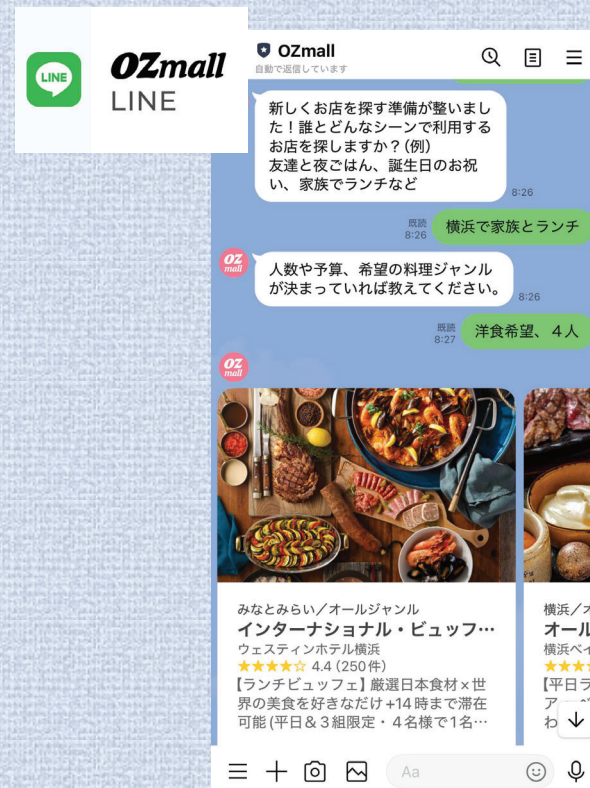 LINE
OZmall
LINE
OZmall
自動で返信しています
新しくお店を探す準備が整いまし
た！誰とどんなシーンで利用する
お店を探しますか？(例)
友達と夜ごはん、誕生日のお祝
い、家族でランチなど
8:26
既読
8:26
横浜で家族とランチ
OZ
mall
人数や予算、希望の料理ジャンル
が決まっていれば教えてください。
8:26
既読
8:27
洋食希望、４人
OZ
mall
みなとみらい／オールジャンル
インターナショナル・ビュッフ…
ウェスティンホテル横浜
★★★★☆ 4.4 (250件)
【ランチビュッフェ】厳選日本食材×世
界の美食を好きなだけ+14時まで滞在
可能(平日&３組限定・４名様で1名…
横浜／オ
オール
横浜ベイ
★★★
【平日ラ
わ
Aa